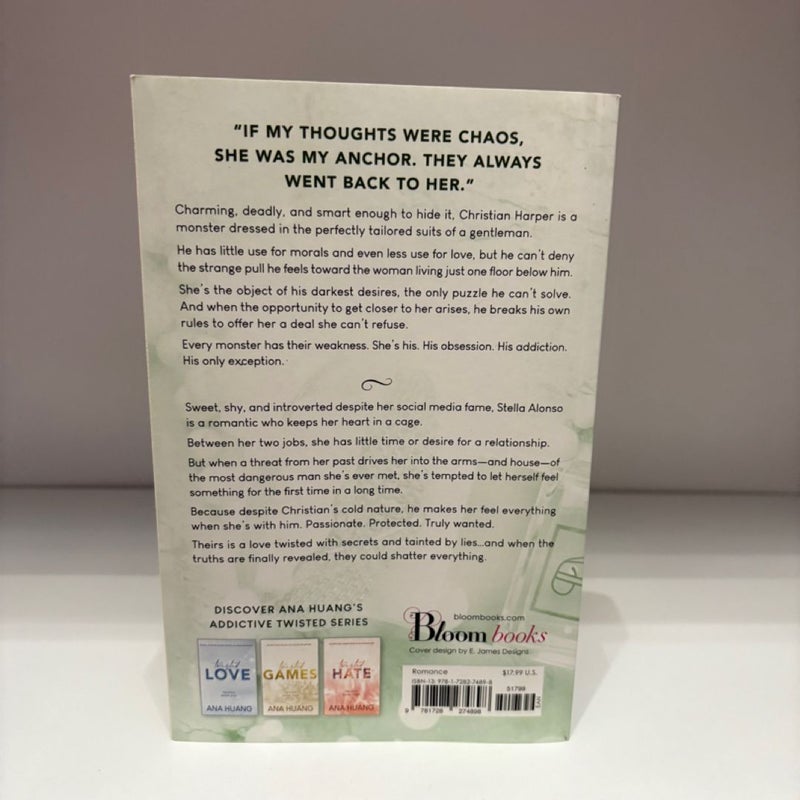 "IF MY THOUGHTS WERE CHAOS,
SHE WAS MY ANCHOR. THEY ALWAYS
WENT BACK TO HER."
Charming, deadly, and smart enough to hide it, Christian Harper is a
monster dressed in the perfectly tailored suits of a gentleman.
He has little use for morals and even less use for love, but he can't deny
the strange pull he feels toward the woman living just one floor below him.
She's the object of his darkest desires, the only puzzle he can't solve.
And when the opportunity to get closer to her arises, he breaks his own
rules to offer her a deal she can't refuse.
Every monster has their weakness. She's his. His obsession. His addiction.
His only exception.
Sweet, shy, and introverted despite her social media fame, Stella Alonso
is a romantic who keeps her heart in a cage.
Between her two jobs, she has little time or desire for a relationship.
But when a threat from her past drives her into the arms—and house—of
the most dangerous man she's ever met, she's tempted to let herself feel
something for the first time in a long time.
Because despite Christian's cold nature, he makes her feel everything
when she's with him. Passionate. Protected. Truly wanted.
Theirs is a love twisted with secrets and tainted by lies...and when the
truths are finally revealed, they could shatter everything.
DISCOVER ANA HUANG'S
ADDICTIVE TWISTED SERIES
LOVE
ANA HUANG
GAMES
ANA HUANG
HATE
ANA HUANG
bloombooks.com
Bloom books
Cover design by E. James Designs
Romance $17.99 U.S.
ISBN-13: 978-1-7282-7489-8
51799
9 781728 274898